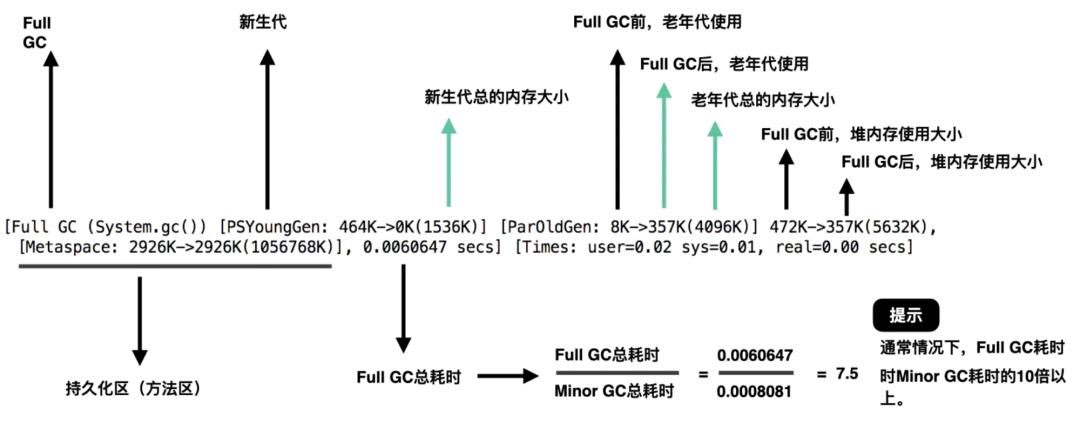 Full
GC
新生代
Full GC前，老年代使用
Full GC后，老年代使用
新生代总的内存大小
老年代总的内存大小
Full GC前，堆内存使用大小
Full GC后，堆内存使用大小
[Full GC (System.gc()) [PSYoungGen: 464K->0K(1536K)] [ParOldGen: 8K->357K(4096K)] 472K->357K(5632K),
[Metaspace: 2926K->2926K(1056768K)], 0.0060647 secs] [Times: user=0.02 sys=0.01, real=0.00 secs]
持久化区（方法区）
Full GC总耗时
Full GC总耗时
Minor GC总耗时
=
0.0060647
0.0008081
= 7.5
提示
通常情况下，Full GC耗时
时Minor GC耗时的10倍以
上。